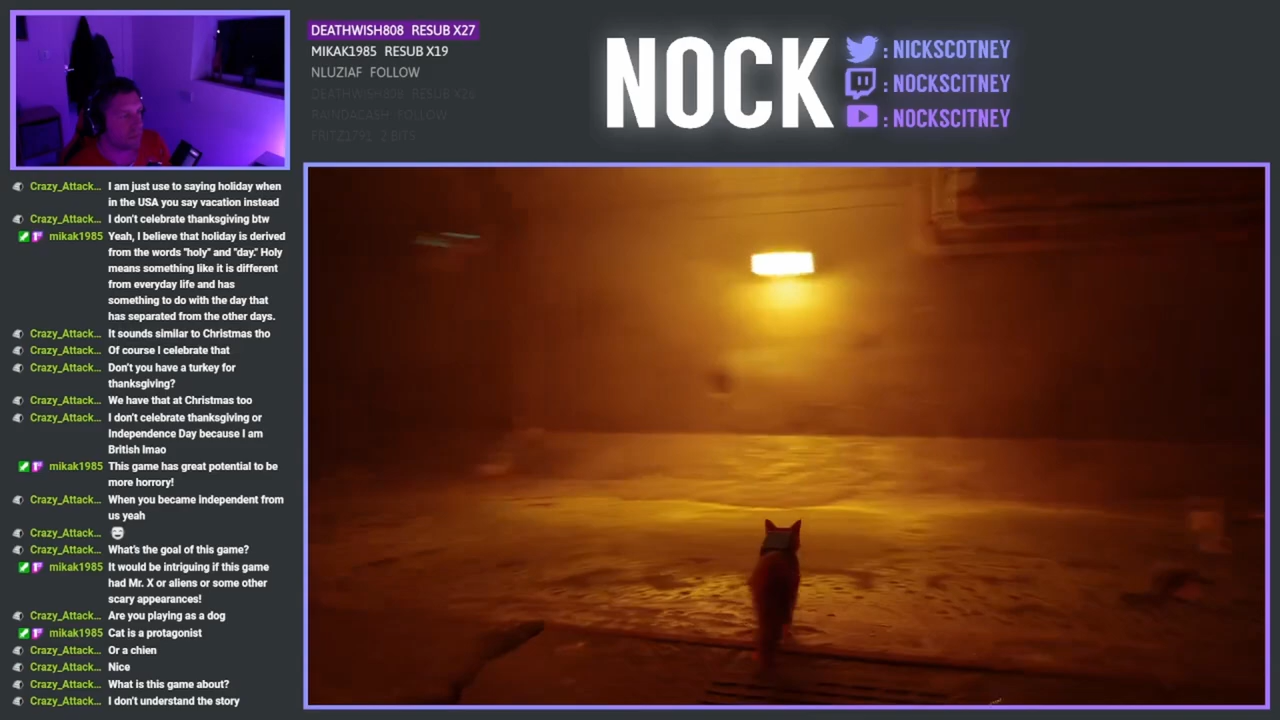 DEATHWISH808 RESUB X27
MIKAK1985 RESUB X19
NLUZIAF FOLLOW
RAINDACASH FOLLOW
FRITZ1791 2 BITS
NOCK
: NICKSCOTNEY
: NOCKSCITNEY
: NOCKSCITNEY
Crazy_Attack... I am just use to saying holiday when
in the USA you say vacation instead
Crazy_Attack... I don't celebrate thanksgiving btw
mikak1985 Yeah, I believe that holiday is derived
from the words "holy" and "day." Holy
means something like it is different
from everyday life and has
something to do with the day that
has separated from the other days.
Crazy_Attack... It sounds similar to Christmas tho
Crazy_Attack... Of course I celebrate that
Crazy_Attack... Don't you have a turkey for
thanksgiving?
Crazy_Attack... We have that at Christmas too
Crazy_Attack... I don't celebrate thanksgiving or
Independence Day because I am
British lmao
mikak1985 This game has great potential to be
more horrory!
Crazy_Attack... When you became independent from
us yeah
Crazy_Attack...
Crazy_Attack... What's the goal of this game?
mikak1985 It would be intriguing if this game
had Mr. X or aliens or some other
scary appearances!
Crazy_Attack... Are you playing as a dog
mikak1985 Cat is a protagonist
Crazy_Attack... Or a chien
Crazy_Attack... Nice
Crazy_Attack... What is this game about?
Crazy_Attack... I don't understand the story